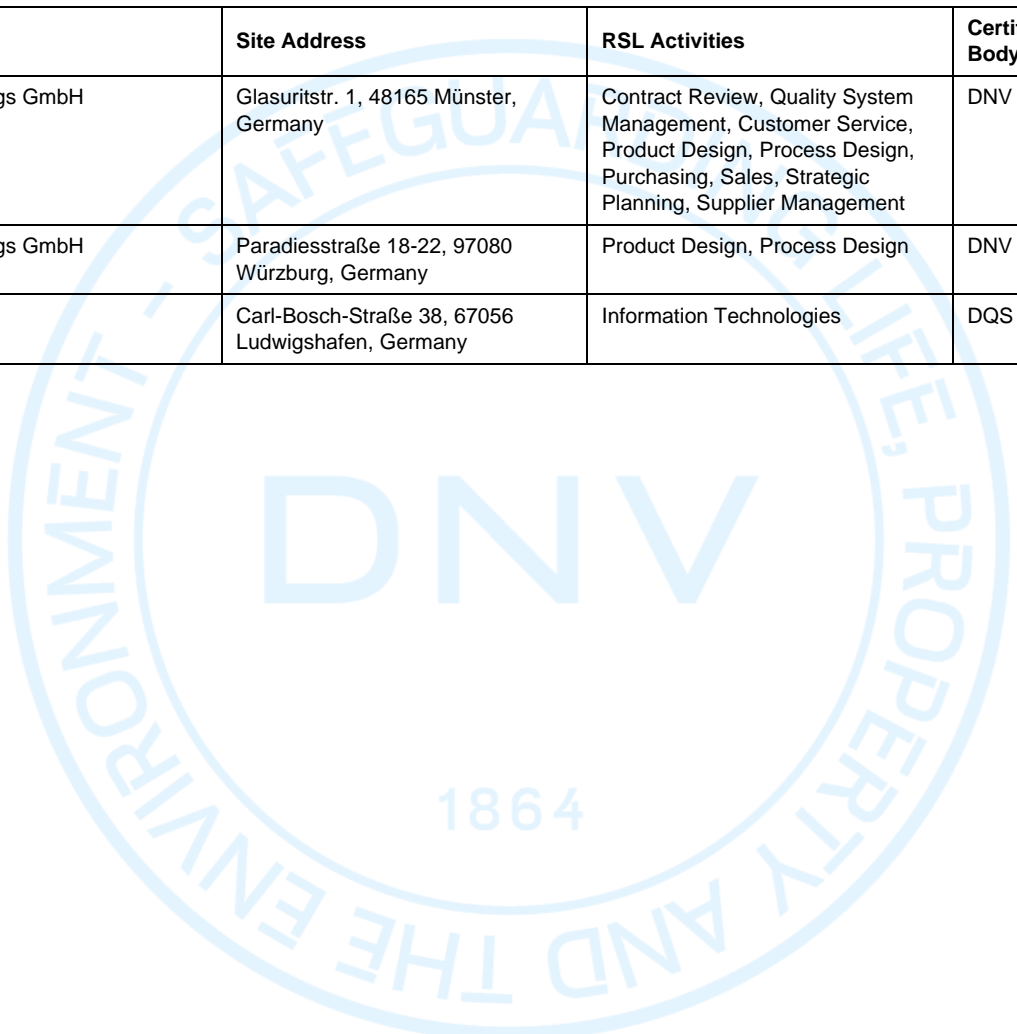 Site Address RSL Activities Certi
Body
gs GmbH Glasuritstr. 1, 48165 Münster, Contract Review, Quality System DNV
Germany Management, Customer Service,
Product Design, Process Design,
Purchasing, Sales, Strategic
Planning, Supplier Management
gs GmbH Paradiesstraße 18-22, 97080 Product Design, Process Design DNV
Würzburg, Germany
Carl-Bosch-Straße 38, 67056 Information Technologies DQS
Ludwigshafen, Germany
SAFEGUARDING LIFE, PROPERTY AND THE ENVIRONMENT -
DNV
1864